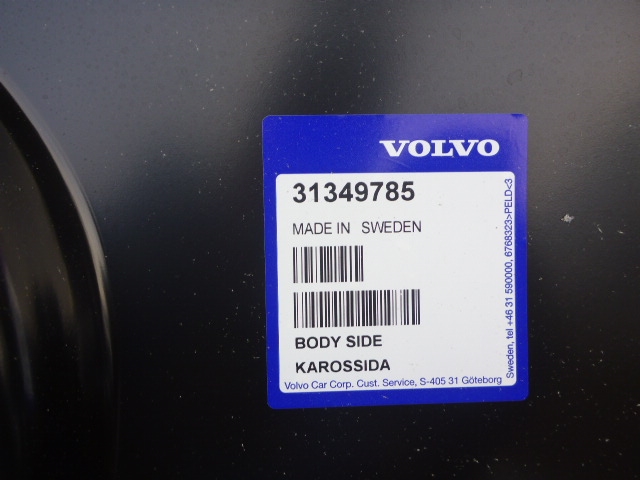 VOLVO
31349785
MADE IN SWEDEN
BODY SIDE
KAROSSIDA
Volvo Car Corp. Cust. Service, S-405 31 Göteborg
Sweden, tel +46 31 590000, 6768323>PELD<3